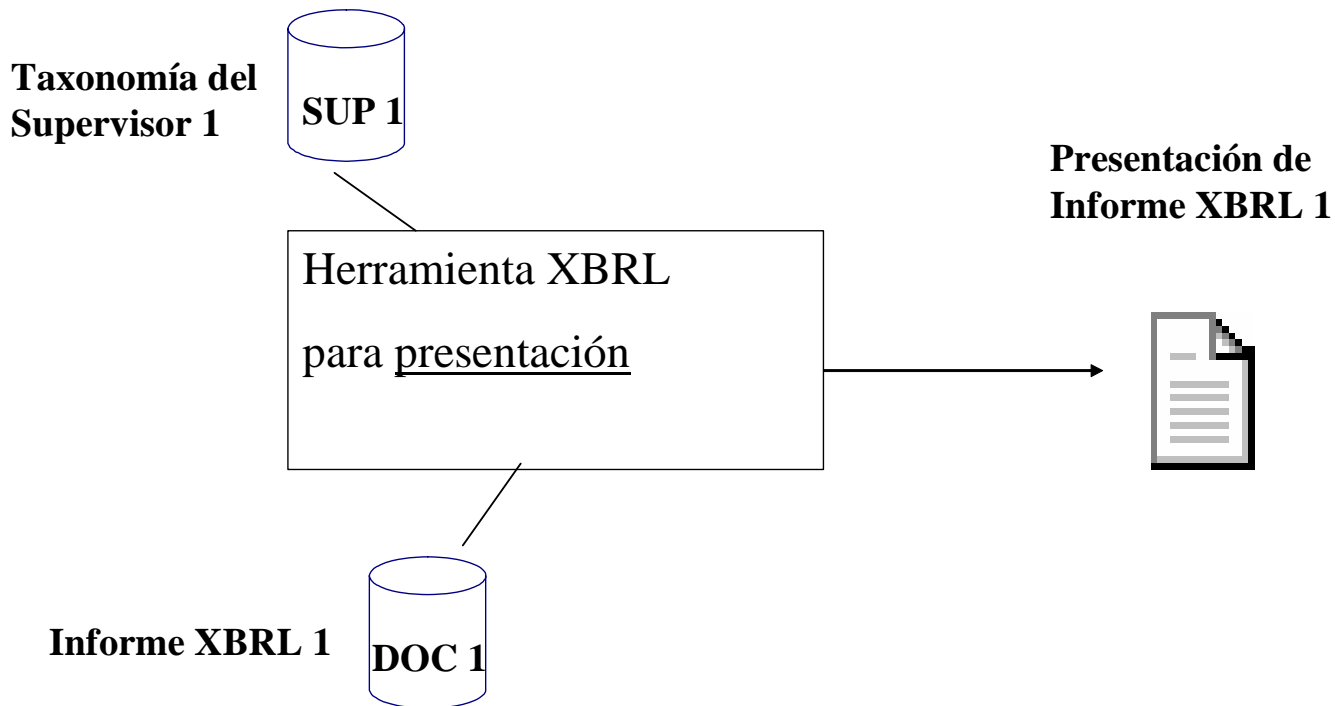 Taxonomía del
Supervisor 1
SUP 1
Presentación de
Informe XBRL 1
Herramienta XBRL
para presentación
Informe XBRL 1
DOC 1